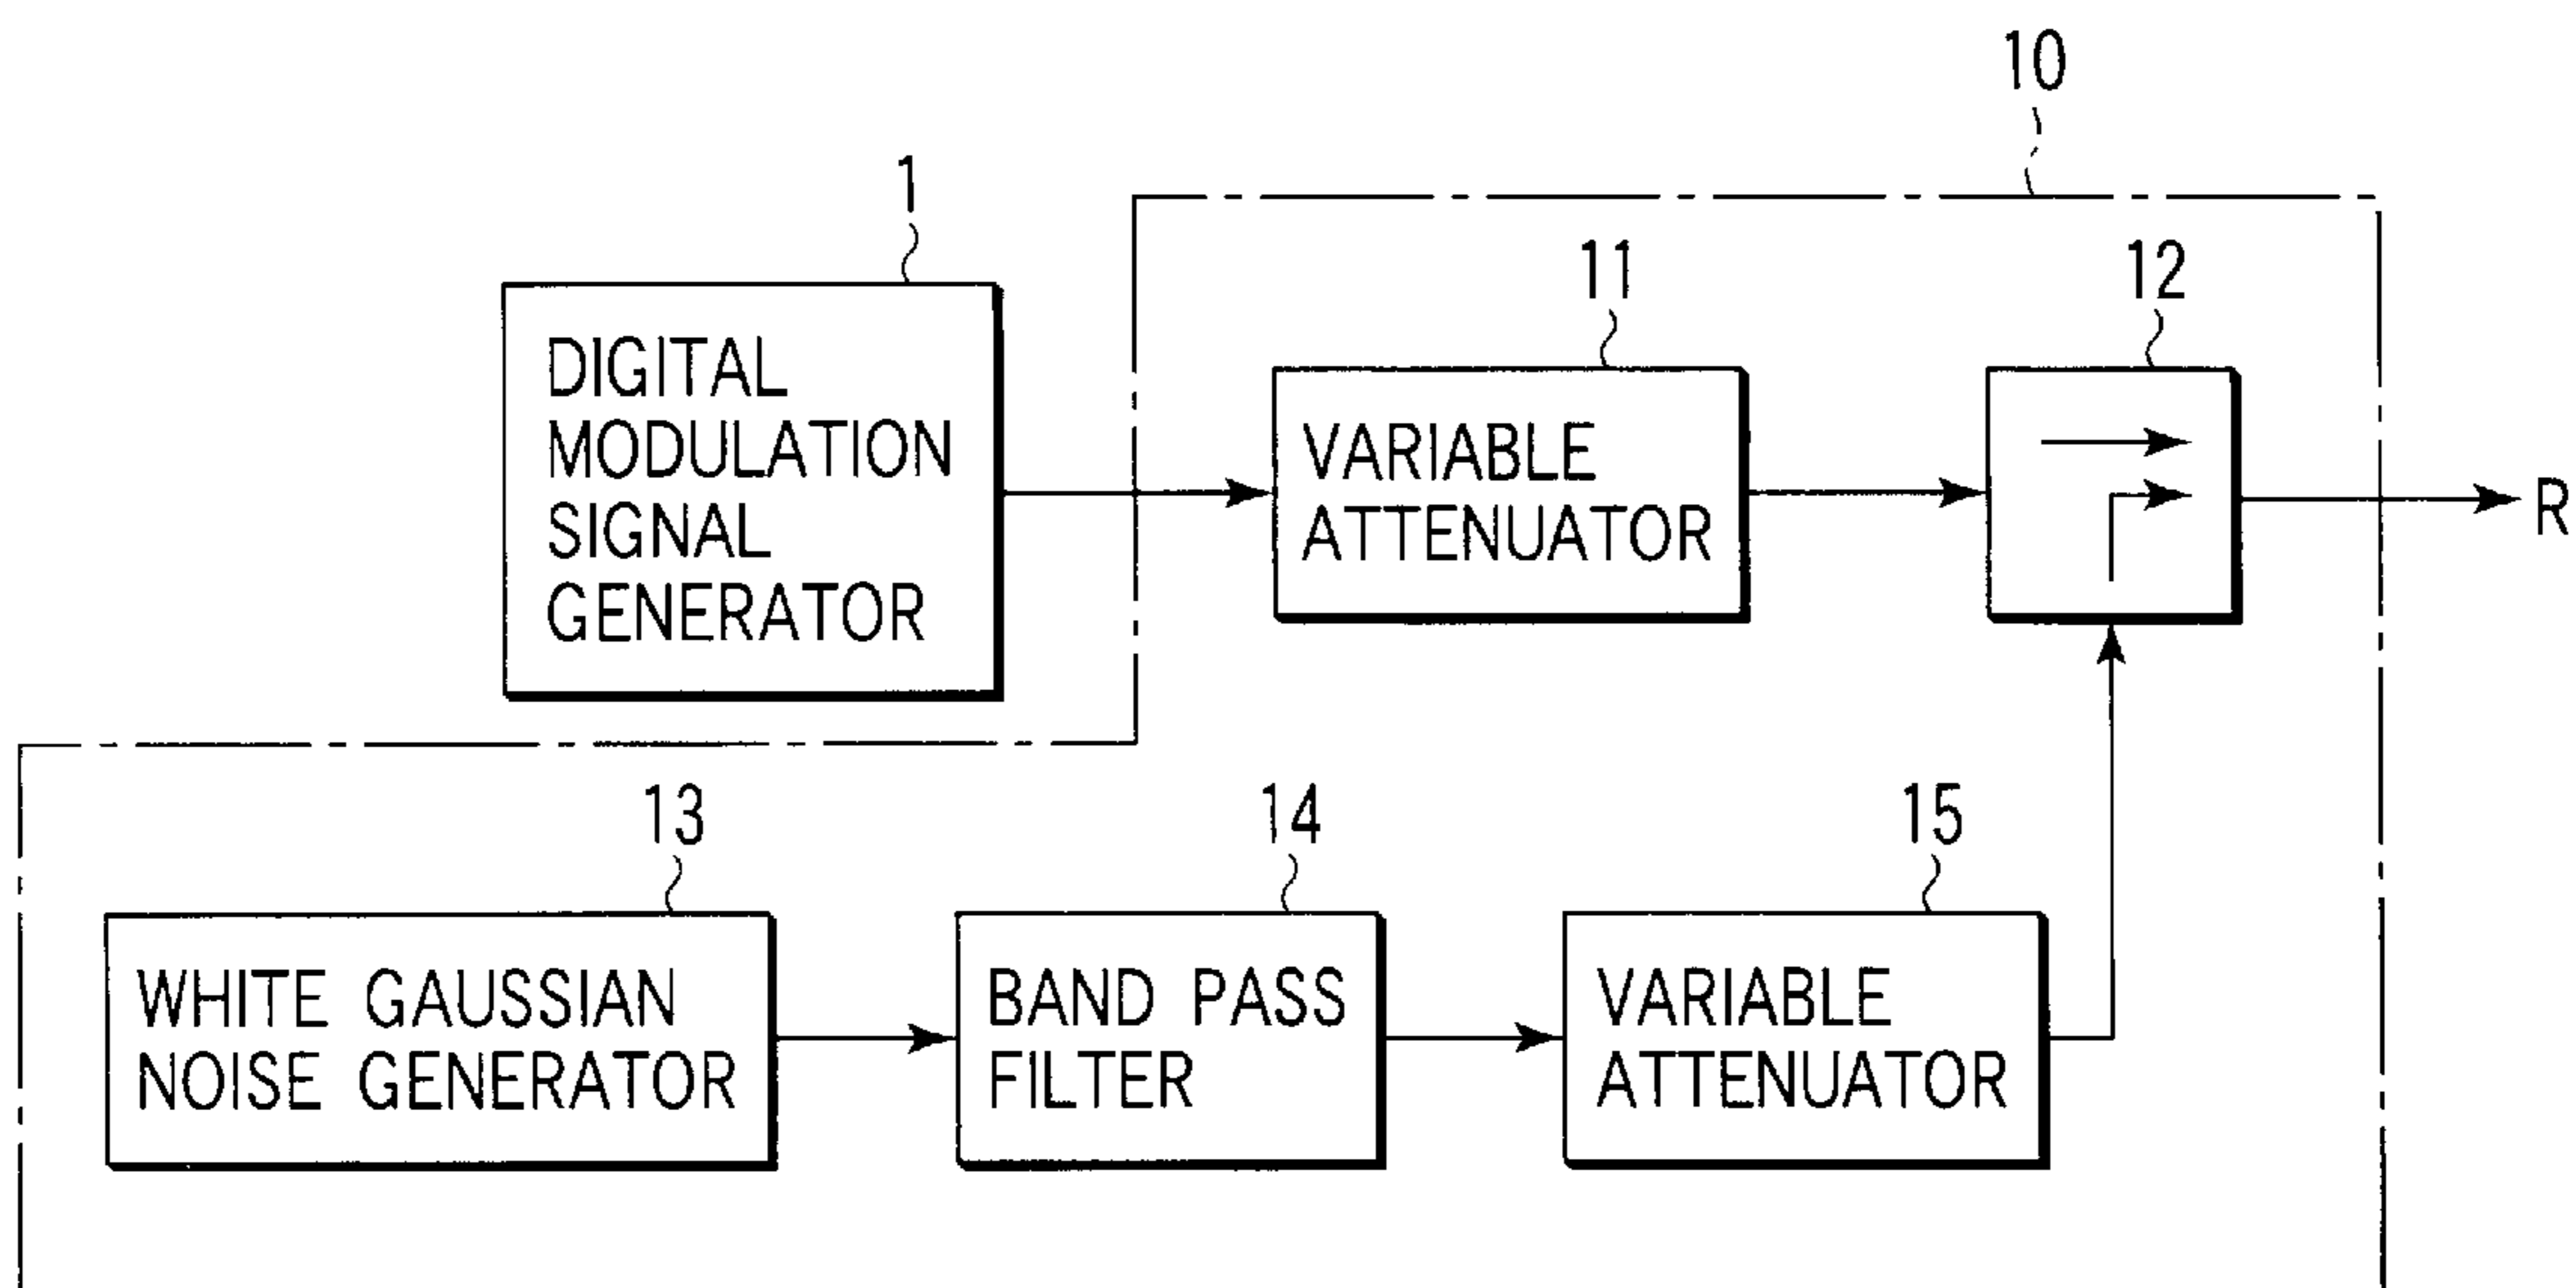 10
1
11
12
DIGITAL
MODULATION
SIGNAL
GENERATOR
VARIABLE
ATTENUATOR
R
13
14
15
WHITE GAUSSIAN
NOISE GENERATOR
BAND PASS
FILTER
VARIABLE
ATTENUATOR